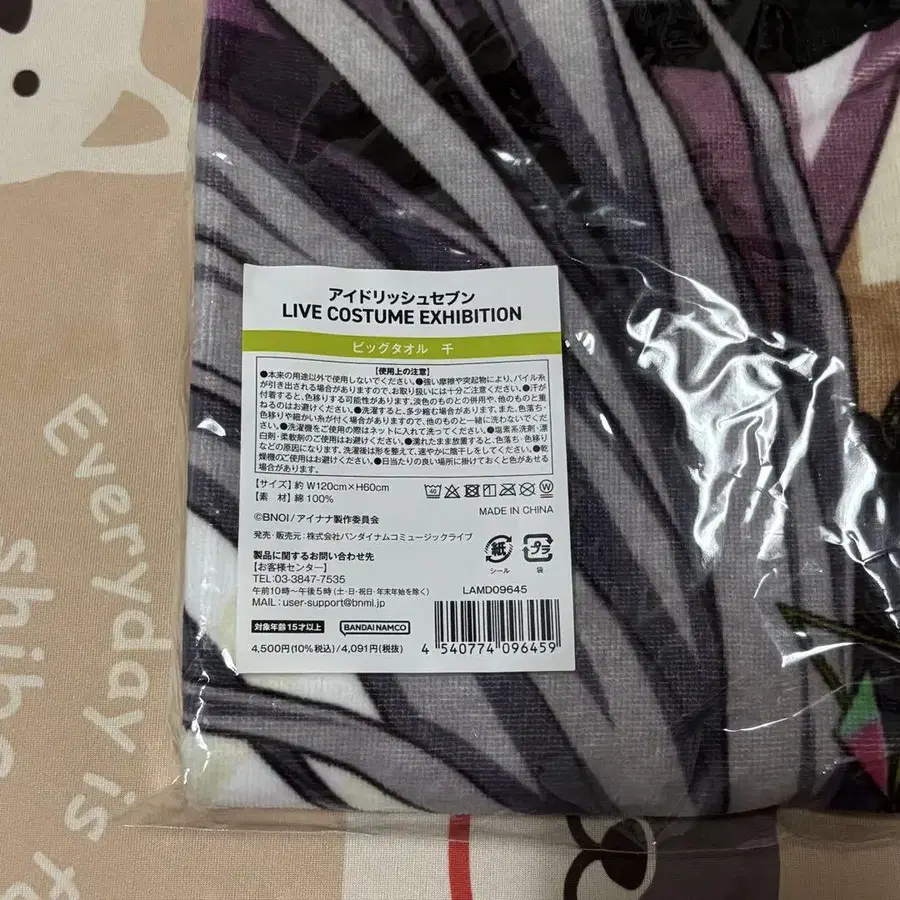 アイドリッシュセブン
LIVE COSTUME EXHIBITION
ビッグタオル 千
【使用上の注意】
●本来の用途以外で使用しないでください。●強い摩擦や突起物により、パイル糸
が引き出される場合がありますので、お取り扱いには十分ご注意ください。●汗が
付着すると、色移りする可能性があります。淡色のものとの併用や、他のものと重
ねるのはお避けください。●洗濯すると、多少縮む場合があります。また、色落ち・
色移りや細かい糸が付く場合がありますので、他のものと一緒に洗わないでくだ
さい。●洗濯機をご使用の際はネットに入れて洗ってください。●塩素系洗剤・漂
白剤・柔軟剤のご使用はお避けください。●濡れたまま放置すると、色落ち・色移り
などの原因になります。洗濯後は形を整えて、速やかに陰干しをしてください。●乾
燥機のご使用はお避けください。●日当たりの良い場所に掛けておくと色があせる
場合があります。
【サイズ】約 W120cm×H60cm
【素 材】綿 100%
40
W
MADE IN CHINA
©BNOI/アイナナ製作委員会
発売・販売元:株式会社バンダイナムコミュージックライブ
製品に関するお問い合わせ先
【お客様センター】
TEL:03-3847-7535
午前10時～午後5時(土・日・祝日・年末年始を除く)
MAIL:user-support@bnml.jp
紙
シール
プラ
袋
LAMD09645
対象年齢15才以上
BANDAI NAMCO
4,500円(10%税込)/4,091円(税抜)
4 540774 096459
Everyday is fu
Shiba